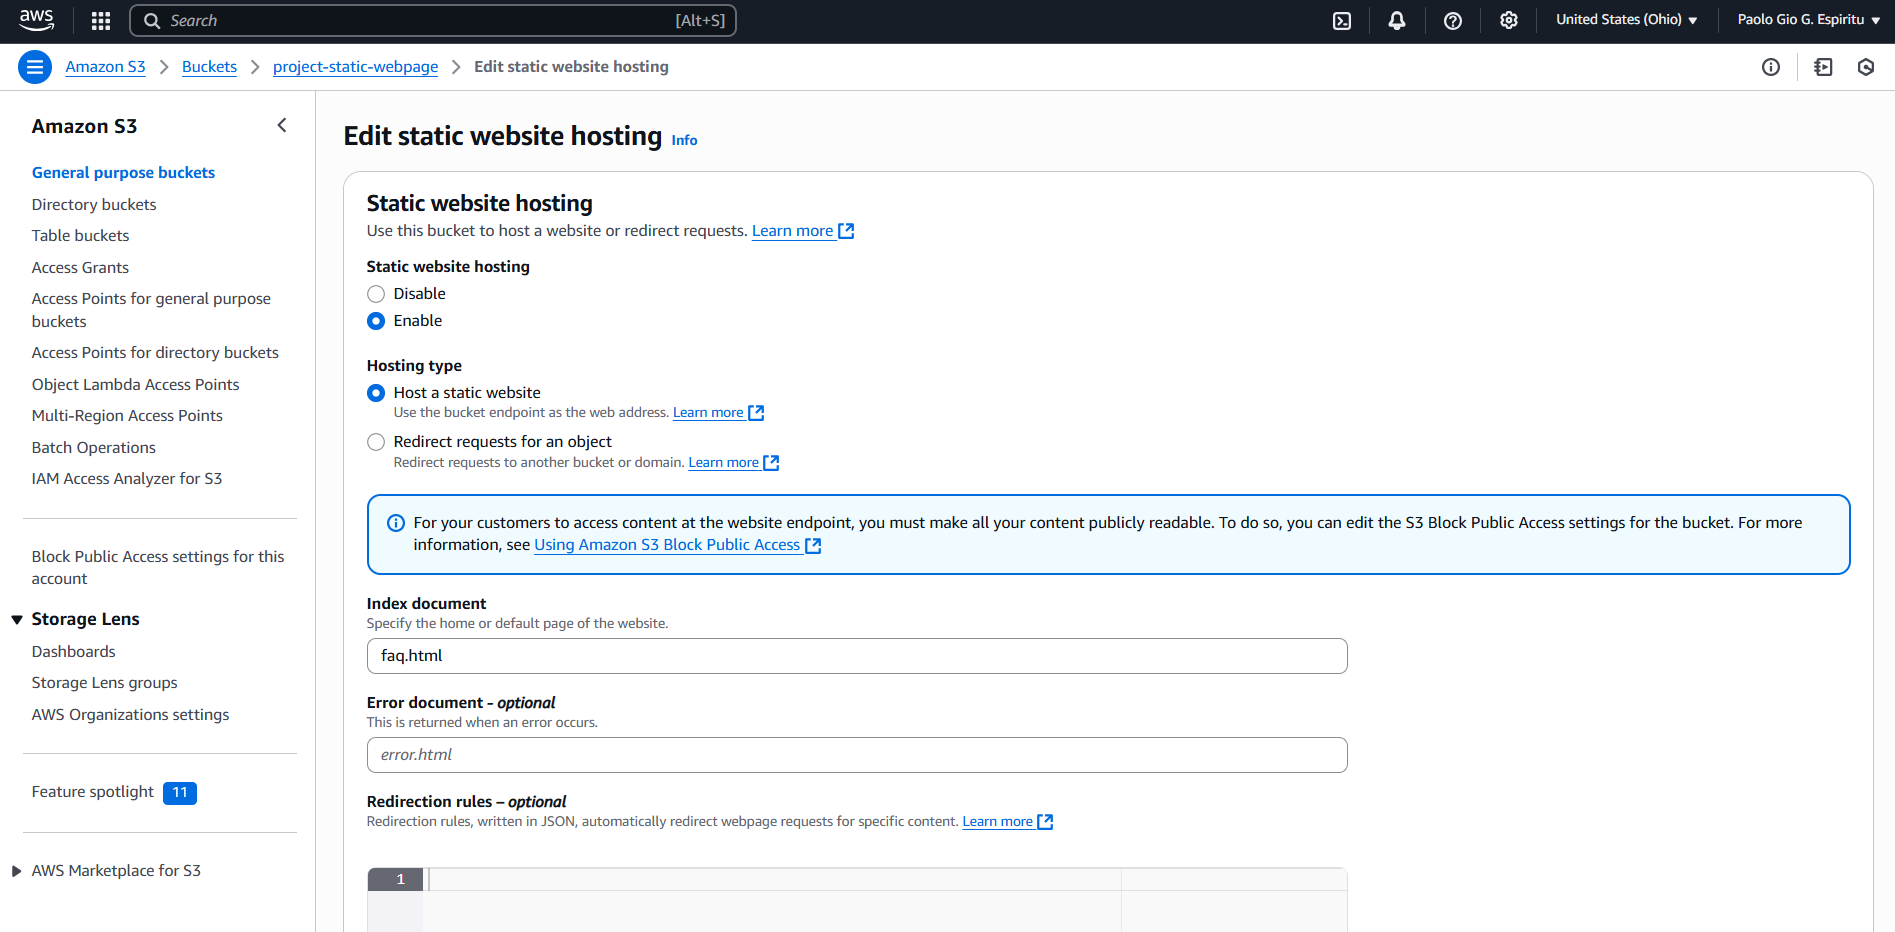 aws
Search [Alt+S]
United States (Ohio)
Paolo Gio G. Espiritu
Amazon S3 > Buckets > project-static-webpage > Edit static website hosting
Amazon S3
General purpose buckets
Directory buckets
Table buckets
Access Grants
Access Points for general purpose
buckets
Access Points for directory buckets
Object Lambda Access Points
Multi-Region Access Points
Batch Operations
IAM Access Analyzer for S3
Block Public Access settings for this
account
Storage Lens
Dashboards
Storage Lens groups
AWS Organizations settings
Feature spotlight 11
AWS Marketplace for S3
Edit static website hosting Info
Static website hosting
Use this bucket to host a website or redirect requests. Learn more
Static website hosting
Disable
Enable
Hosting type
Host a static website
Use the bucket endpoint as the web address. Learn more
Redirect requests for an object
Redirect requests to another bucket or domain. Learn more
For your customers to access content at the website endpoint, you must make all your content publicly readable. To do so, you can edit the S3 Block Public Access settings for the bucket. For more
information, see Using Amazon S3 Block Public Access
Index document
Specify the home or default page of the website.
faq.html
Error document - optional
This is returned when an error occurs.
error.html
Redirection rules – optional
Redirection rules, written in JSON, automatically redirect webpage requests for specific content. Learn more
1